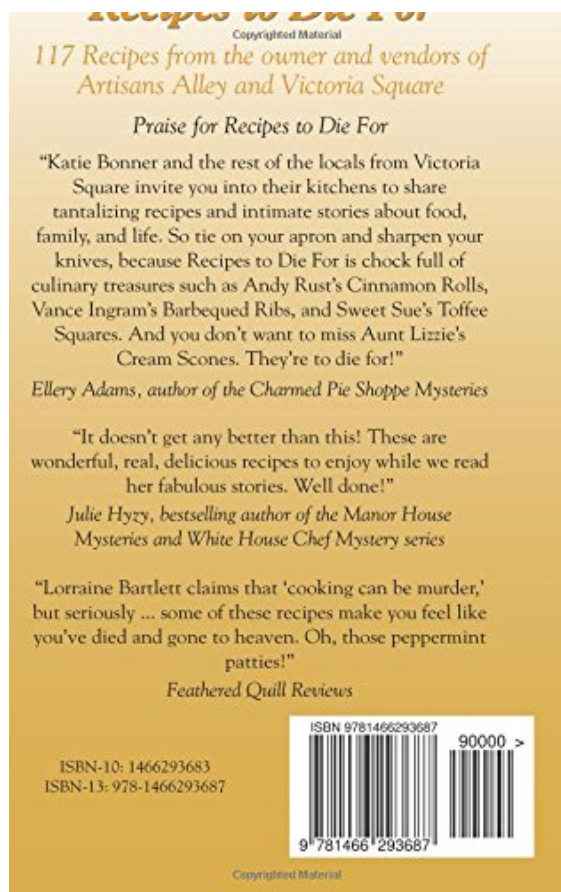 Recipes to Die For
Copyrighted Material
117 Recipes from the owner and vendors of
Artisans Alley and Victoria Square
Praise for Recipes to Die For
“Katie Bonner and the rest of the locals from Victoria
Square invite you into their kitchens to share
tantalizing recipes and intimate stories about food,
family, and life. So tie on your apron and sharpen your
knives, because Recipes to Die For is chock full of
culinary treasures such as Andy Rust’s Cinnamon Rolls,
Vance Ingram’s Barbequed Ribs, and Sweet Sue’s Toffee
Squares. And you don’t want to miss Aunt Lizzie’s
Cream Scones. They’re to die for!”
Ellery Adams, author of the Charmed Pie Shoppe Mysteries
“It doesn’t get any better than this! These are
wonderful, real, delicious recipes to enjoy while we read
her fabulous stories. Well done!”
Julie Hyzy, bestselling author of the Manor House
Mysteries and White House Chef Mystery series
“Lorraine Bartlett claims that ‘cooking can be murder,’
but seriously ... some of these recipes make you feel like
you’ve died and gone to heaven. Oh, those peppermint
patties!”
Feathered Quill Reviews
ISBN 9781466293687
90000 >
ISBN-10: 1466293683
ISBN-13: 978-1466293687
9 781466 293687
Copyrighted Material